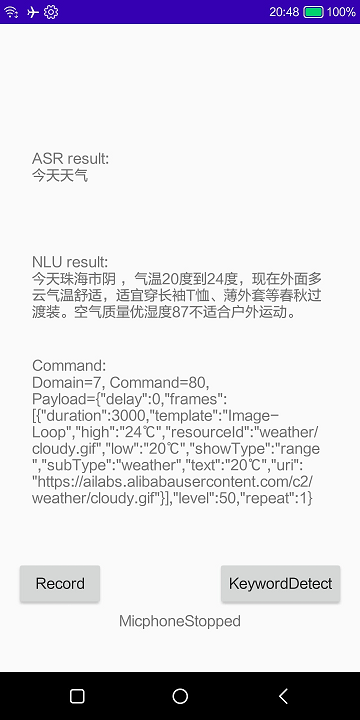 20:48 100%
ASR result:
今天天气
NLU result:
今天珠海市阴 ，气温20度到24度，现在外面多
云气温舒适，适宜穿长袖T恤、薄外套等春秋过
渡装。空气质量优湿度87不适合户外运动。
Command:
Domain=7, Command=80,
Payload={"delay":0,"frames":
[{"duration":3000,"template":"Image-
Loop","high":"24℃","resourceId":"weather/
cloudy.gif","low":"20℃","showType":"range
","subType":"weather","text":"20℃","uri":
"https://ailabs.alibabausercontent.com/c2/
weather/cloudy.gif"}],"level":50,"repeat":1}
Record KeywordDetect
MicphoneStopped